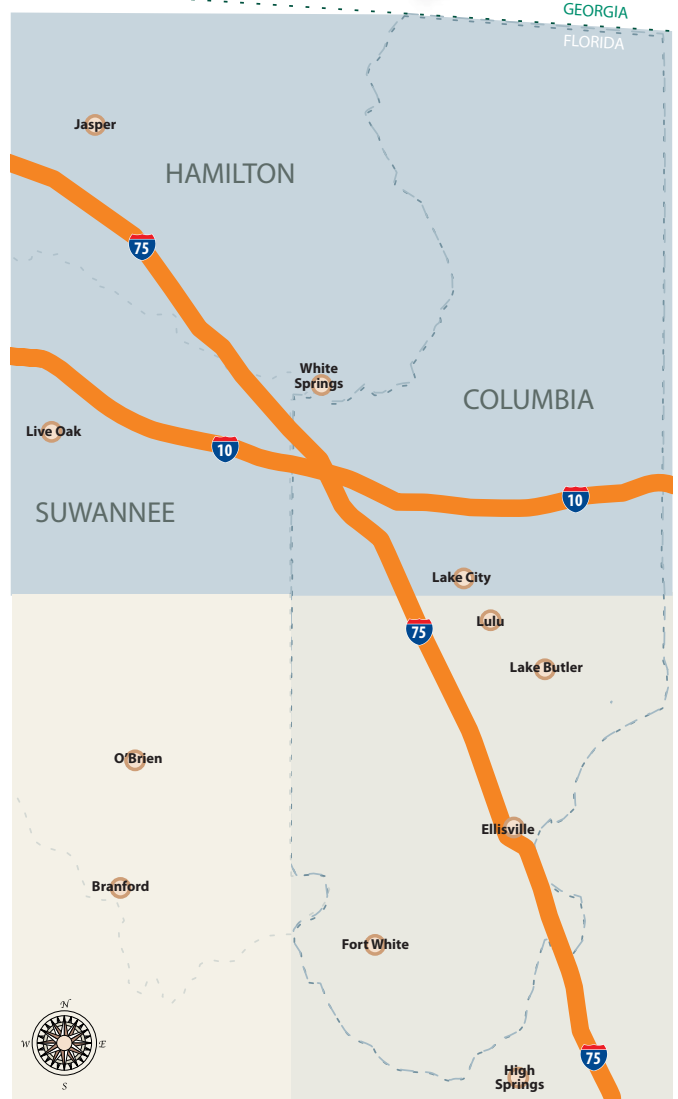 GEORGIA
FLORIDA
Jasper
HAMILTON
75
White
Springs
COLUMBIA
Live Oak
10
10
SUWANNEE
Lake City
Lulu
75
Lake Butler
O'Brien
Ellisville
Branford
Fort White
N
W
E
S
75
High
Springs